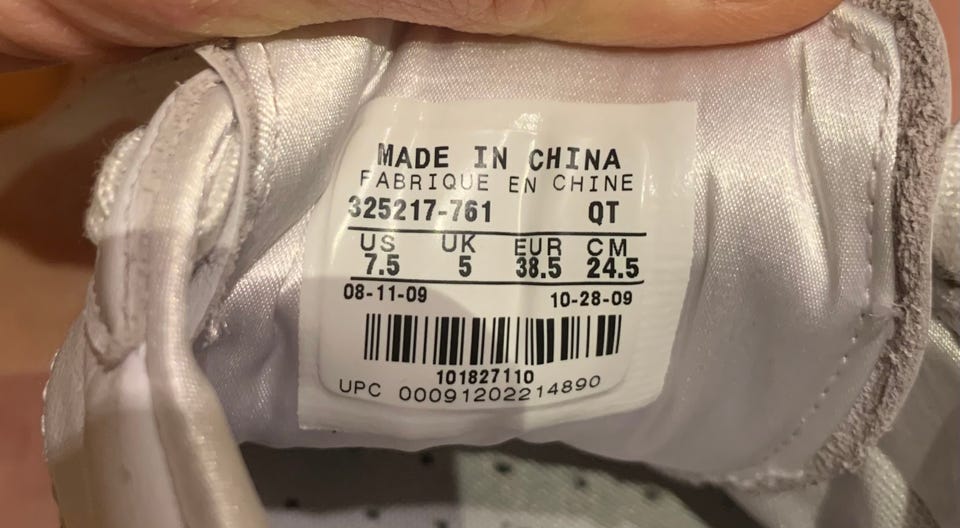 MADE IN CHINA
FABRIQUE EN CHINE
325217-761 QT
US UK EUR CM
7.5 5 38.5 24.5
08-11-09 10-28-09
101827110
UPC 00091202214890